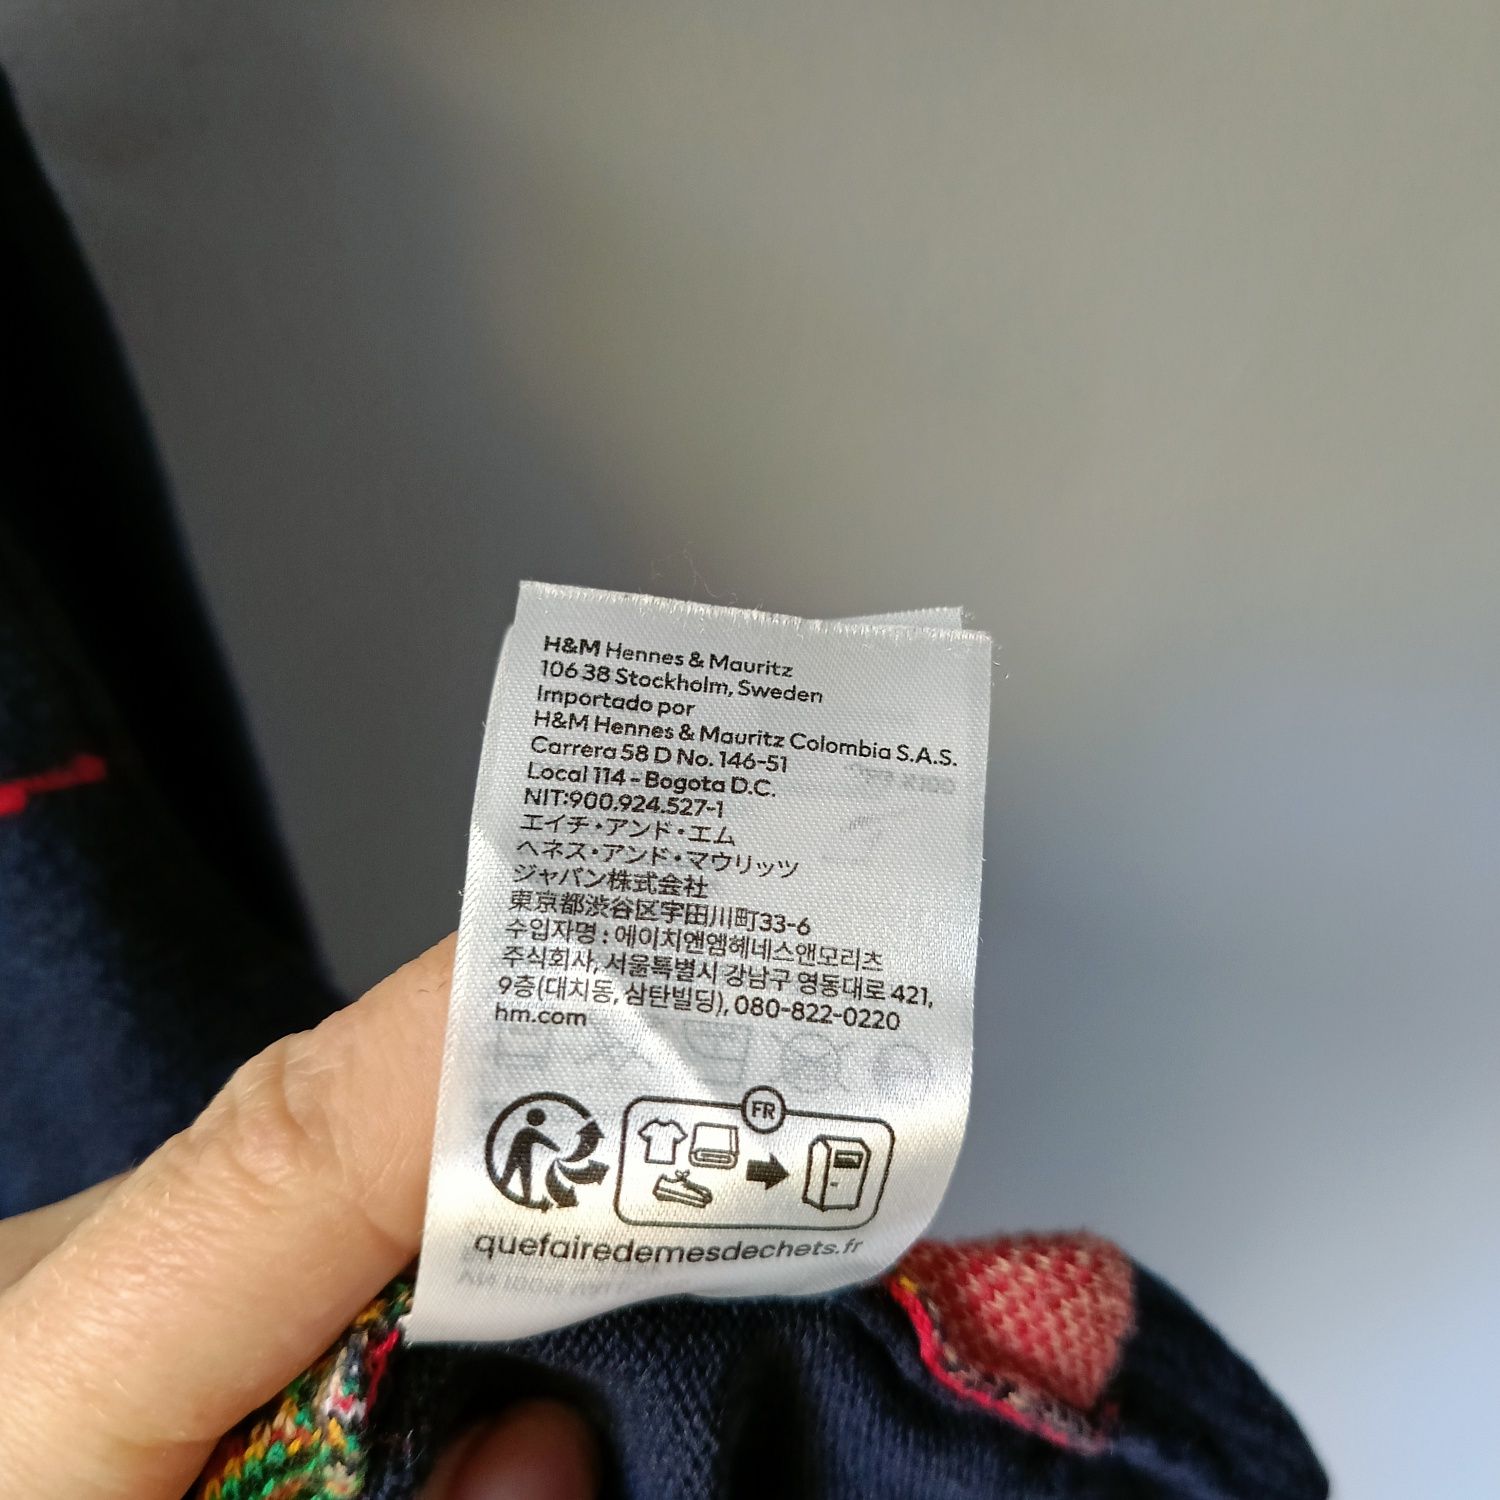 H&M Hennes & Mauritz
106 38 Stockholm, Sweden
Importado por
H&M Hennes & Mauritz Colombia S.A.S.
Carrera 58 D No. 146-51
Local 114 - Bogota D.C.
NIT:900.924.527-1
エイチ・アンド・エム
ヘネス・アンド・マウリッツ
ジャパン株式会社
東京都渋谷区宇田川町33-6
수입자명 : 에이치앤엠헤네스앤모리츠
주식회사, 서울특별시 강남구 영동대로 421,
9층(대치동, 삼탄빌딩), 080-822-0220
hm.com
FR
quefairedemesdechets.fr